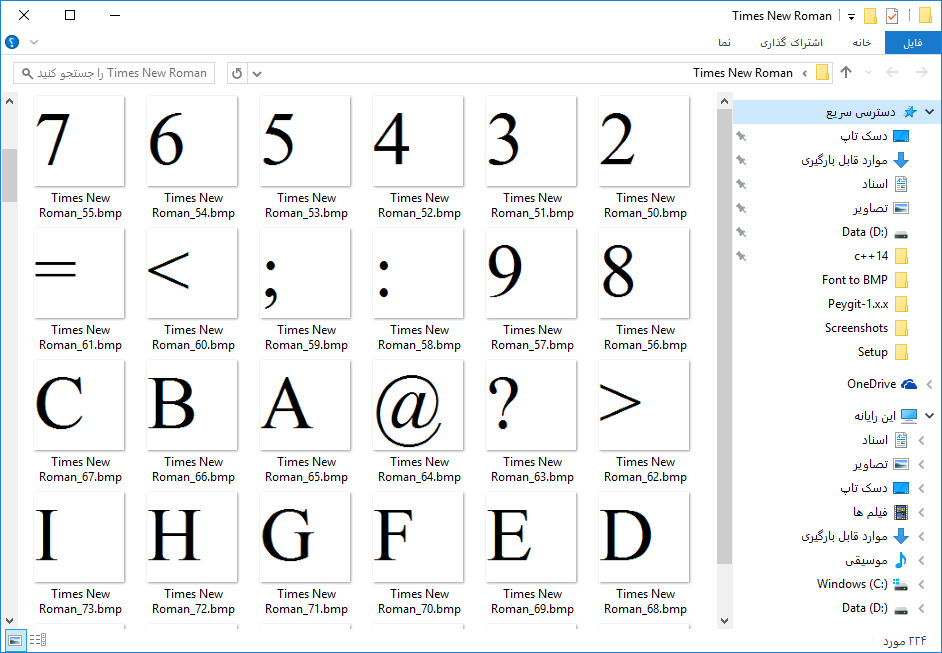 Times New Roman
فایل
خانه
اشتراک گذاری
نما
Times New Roman
Times New Roman را جستجو کنید
دسترسی سریع
دسک تاپ
موارد قابل بارگیری
اسناد
تصاویر
Data (D:)
c++14
Font to BMP
Peygit-1.x.x
Screenshots
Setup
OneDrive
این رایانه
اسناد
تصاویر
دسک تاپ
فیلم ها
موارد قابل بارگیری
موسیقی
Windows (C:)
Data (D:)
2
Times New
Roman_50.bmp
3
Times New
Roman_51.bmp
4
Times New
Roman_52.bmp
5
Times New
Roman_53.bmp
6
Times New
Roman_54.bmp
7
Times New
Roman_55.bmp
8
Times New
Roman_56.bmp
9
Times New
Roman_57.bmp
:
Times New
Roman_58.bmp
;
Times New
Roman_59.bmp
<
Times New
Roman_60.bmp
=
Times New
Roman_61.bmp
>
Times New
Roman_62.bmp
?
Times New
Roman_63.bmp
@
Times New
Roman_64.bmp
A
Times New
Roman_65.bmp
B
Times New
Roman_66.bmp
C
Times New
Roman_67.bmp
D
Times New
Roman_68.bmp
E
Times New
Roman_69.bmp
F
Times New
Roman_70.bmp
G
Times New
Roman_71.bmp
H
Times New
Roman_72.bmp
I
Times New
Roman_73.bmp
۲۲۴ مورد